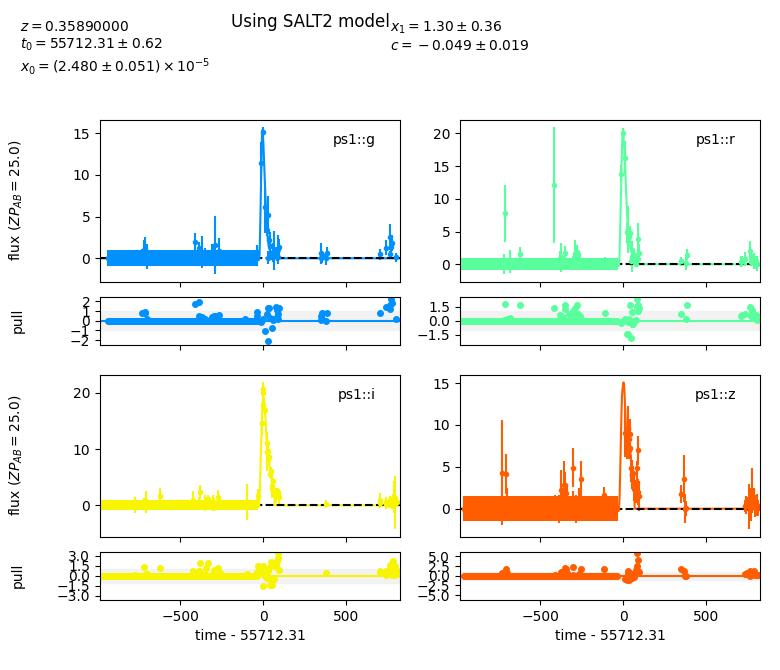 Using SALT2 model
z = 0.35890000
t0 = 55712.31 ± 0.62
x0 = (2.480 ± 0.051) × 10^−5
x1 = 1.30 ± 0.36
c = −0.049 ± 0.019
ps1::g
15
10
5
0
flux (ZP_AB = 25.0)
ps1::r
20
15
10
5
0
pull
2
1
0
−1
−2
1.5
0.0
−1.5
ps1::i
20
10
0
flux (ZP_AB = 25.0)
ps1::z
15
10
5
0
pull
3.0
1.5
0.0
−1.5
−3.0
5.0
2.5
0.0
−2.5
−5.0
−500 0 500
time - 55712.31
−500 0 500
time - 55712.31